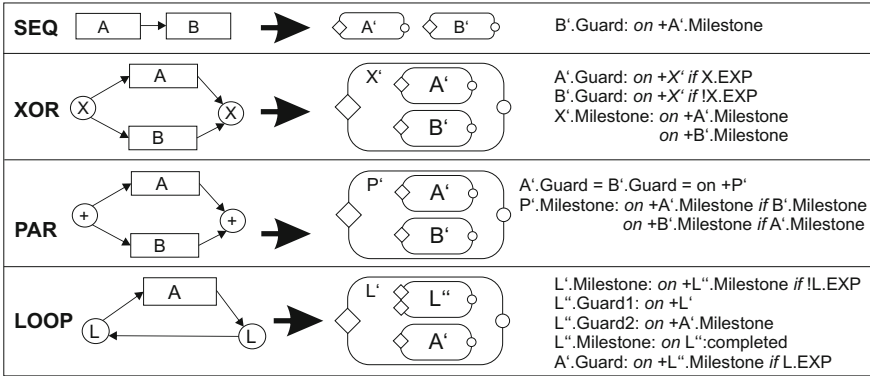 SEQ A B A‘ B‘ B‘.Guard: on +A‘.Milestone
XOR X A B X X‘ A‘ B‘
A‘.Guard: on +X‘ if X.EXP
B‘.Guard: on +X‘ if !X.EXP
X‘.Milestone: on +A‘.Milestone
on +B‘.Milestone
PAR + A B + P‘ A‘ B‘
A‘.Guard = B‘.Guard = on +P‘
P‘.Milestone: on +A‘.Milestone if B‘.Milestone
on +B‘.Milestone if A‘.Milestone
LOOP L A L L‘ L“ A‘
L‘.Milestone: on +L“.Milestone if !L.EXP
L“.Guard1: on +L‘
L“.Guard2: on +A‘.Milestone
L“.Milestone: on L“:completed
A‘.Guard: on +L“.Milestone if L.EXP